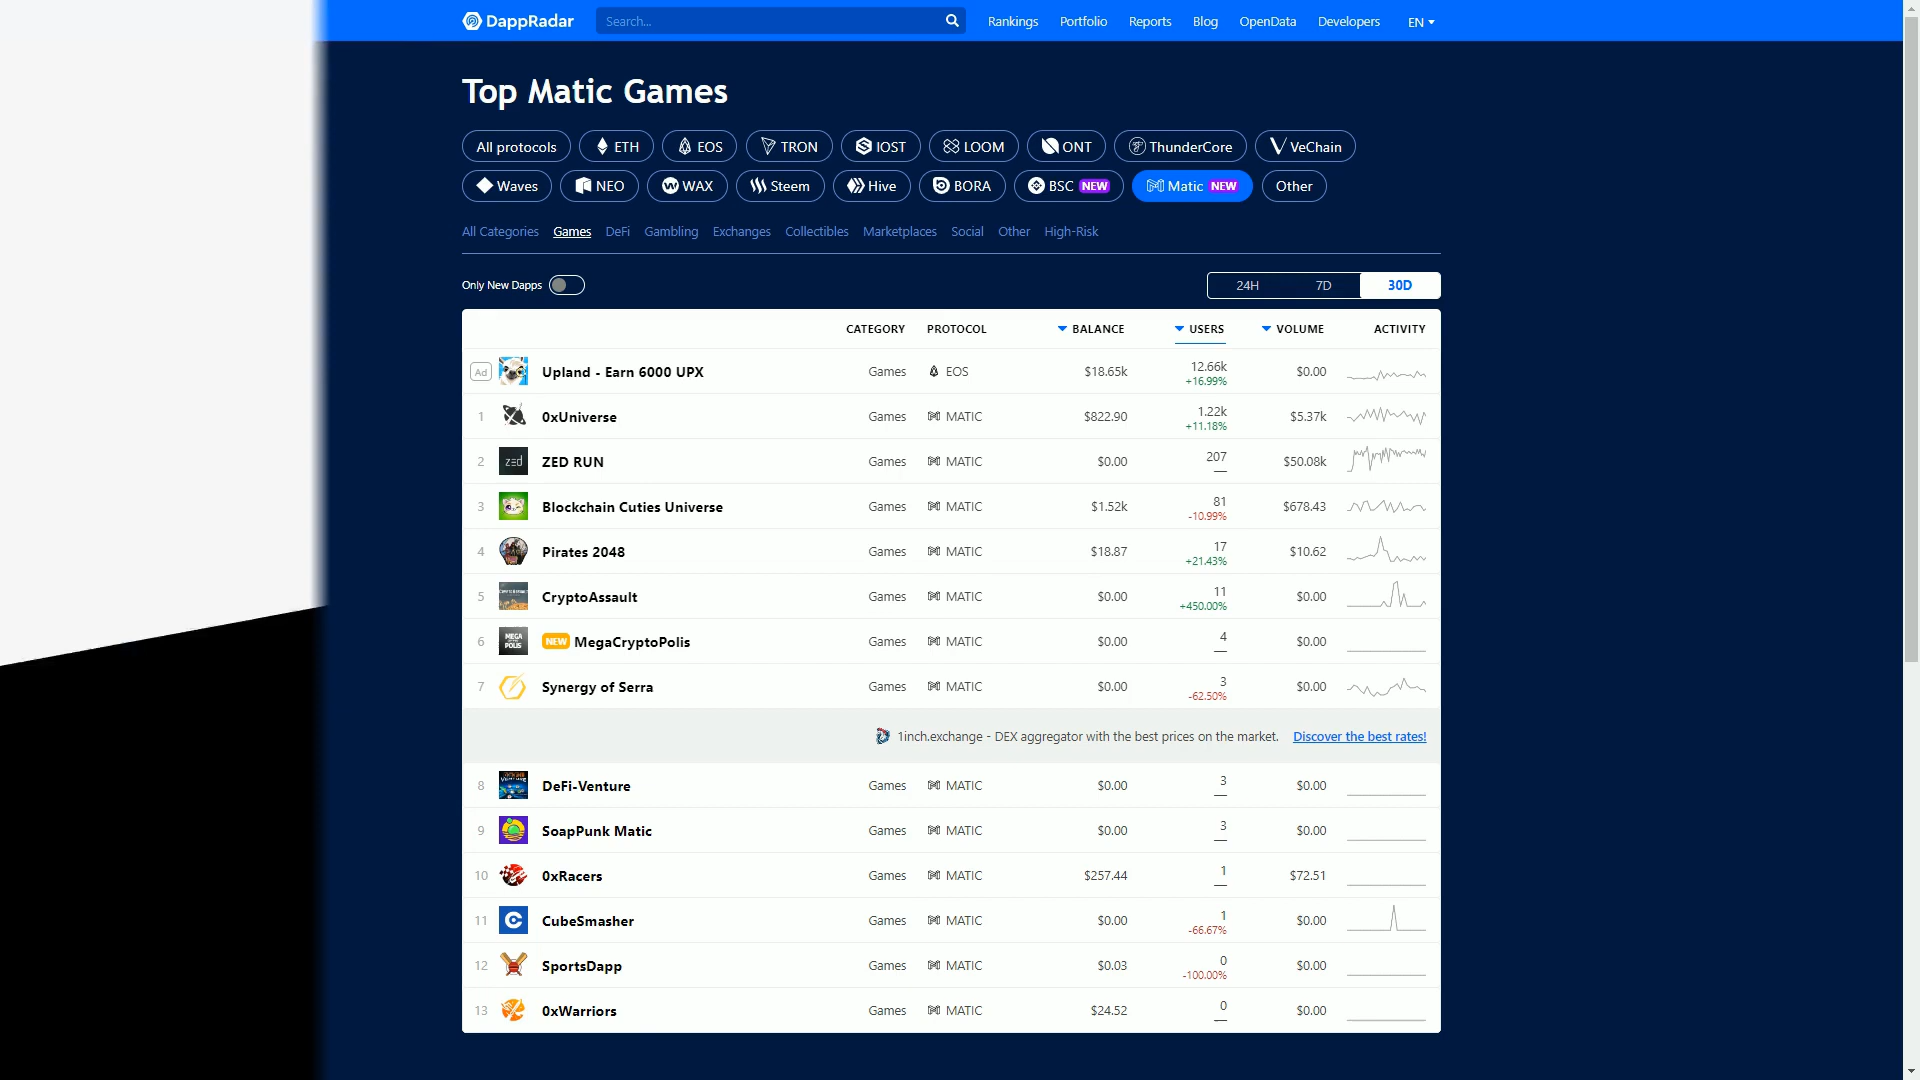 DappRadar Search... Rankings Portfolio Reports Blog OpenData Developers EN
Top Matic Games
All protocols ETH EOS TRON IOST LOOM ONT ThunderCore VeChain
Waves NEO WAX Steem Hive BORA BSC NEW Matic NEW Other
All Categories Games DeFi Gambling Exchanges Collectibles Marketplaces Social Other High-Risk
Only New Dapps 24H 7D 30D
CATEGORY PROTOCOL BALANCE USERS VOLUME ACTIVITY
Ad Upland - Earn 6000 UPX Games EOS $18.65k 12.66k $0.00
+16.99%
1 0xUniverse Games MATIC $822.90 1.22k $5.37k
+11.18%
2 zed ZED RUN Games MATIC $0.00 207 $50.08k
—
3 Blockchain Cuties Universe Games MATIC $1.52k 81 $678.43
-10.99%
4 Pirates 2048 Games MATIC $18.87 17 $10.62
+21.43%
5 CryptoAssault Games MATIC $0.00 11 $0.00
+450.00%
6 MEGA POLIS NEW MegaCryptoPolis Games MATIC $0.00 4 $0.00
—
7 Synergy of Serra Games MATIC $0.00 3 $0.00
-62.50%
1inch.exchange - DEX aggregator with the best prices on the market. Discover the best rates!
8 DeFi-Venture Games MATIC $0.00 3 $0.00
—
9 SoapPunk Matic Games MATIC $0.00 3 $0.00
—
10 0xRacers Games MATIC $257.44 1 $72.51
—
11 CubeSmasher Games MATIC $0.00 1 $0.00
-66.67%
12 SportsDapp Games MATIC $0.03 0 $0.00
-100.00%
13 0xWarriors Games MATIC $24.52 0 $0.00
—